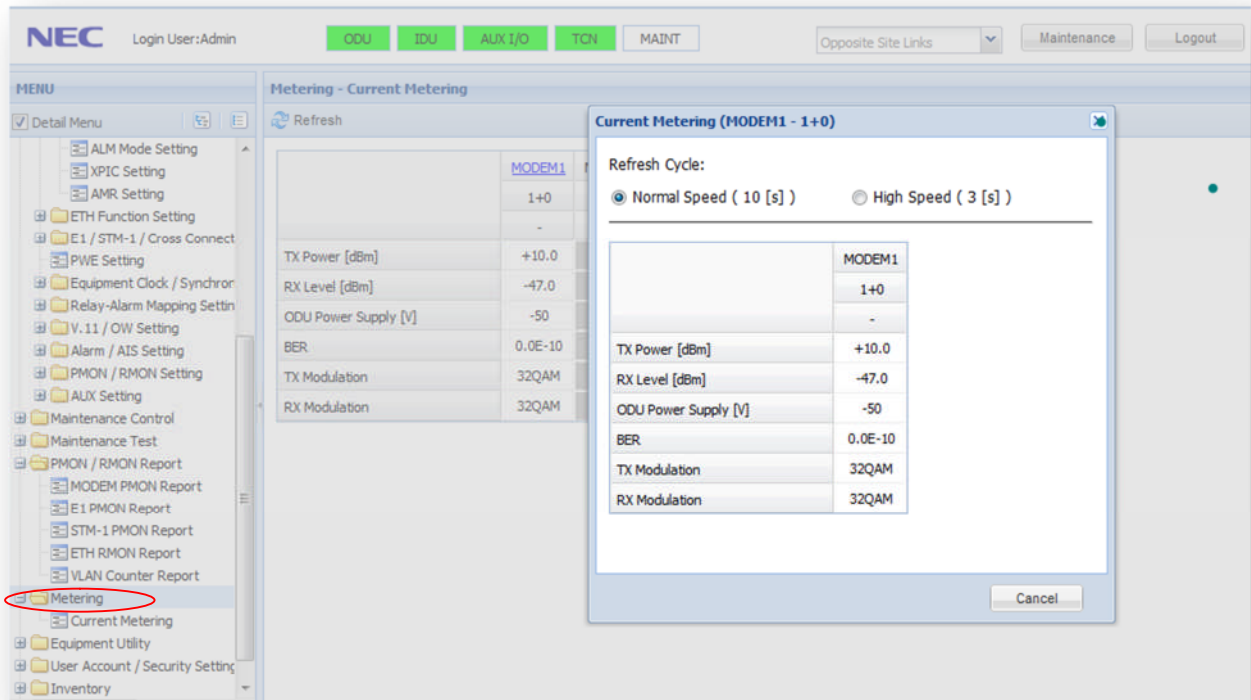 NEC Login User:Admin ODU IDU AUX I/O TCN MAINT Opposite Site Links Maintenance Logout
MENU
Detail Menu
ALM Mode Setting
XPIC Setting
AMR Setting
ETH Function Setting
E1 / STM-1 / Cross Connect
PWE Setting
Equipment Clock / Synchror
Relay-Alarm Mapping Settin
V.11 / OW Setting
Alarm / AIS Setting
PMON / RMON Setting
AUX Setting
Maintenance Control
Maintenance Test
PMON / RMON Report
MODEM PMON Report
E1 PMON Report
STM-1 PMON Report
ETH RMON Report
VLAN Counter Report
Metering
Current Metering
Equipment Utility
User Account / Security Setting
Inventory
Metering - Current Metering
Refresh
MODEM1
1+0
-
TX Power [dBm] +10.0
RX Level [dBm] -47.0
ODU Power Supply [V] -50
BER 0.0E-10
TX Modulation 32QAM
RX Modulation 32QAM
Current Metering (MODEM1 - 1+0)
Refresh Cycle:
Normal Speed ( 10 [s] ) High Speed ( 3 [s] )
MODEM1
1+0
-
TX Power [dBm] +10.0
RX Level [dBm] -47.0
ODU Power Supply [V] -50
BER 0.0E-10
TX Modulation 32QAM
RX Modulation 32QAM
Cancel